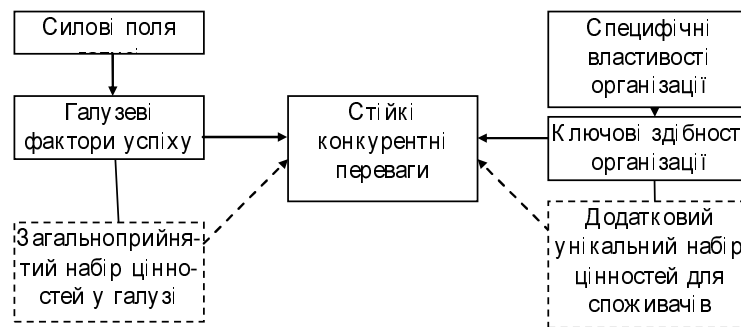 Силові поля
Галузеві
фактори успіху
Загальноприйня-
тий набір цінно-
стей у галузі
Стійкі
конкурентні
переваги
Специфічні
властивості
організації
Ключові здібност
організації
Додатковий
унікальний набір
цінностей для
споживачів